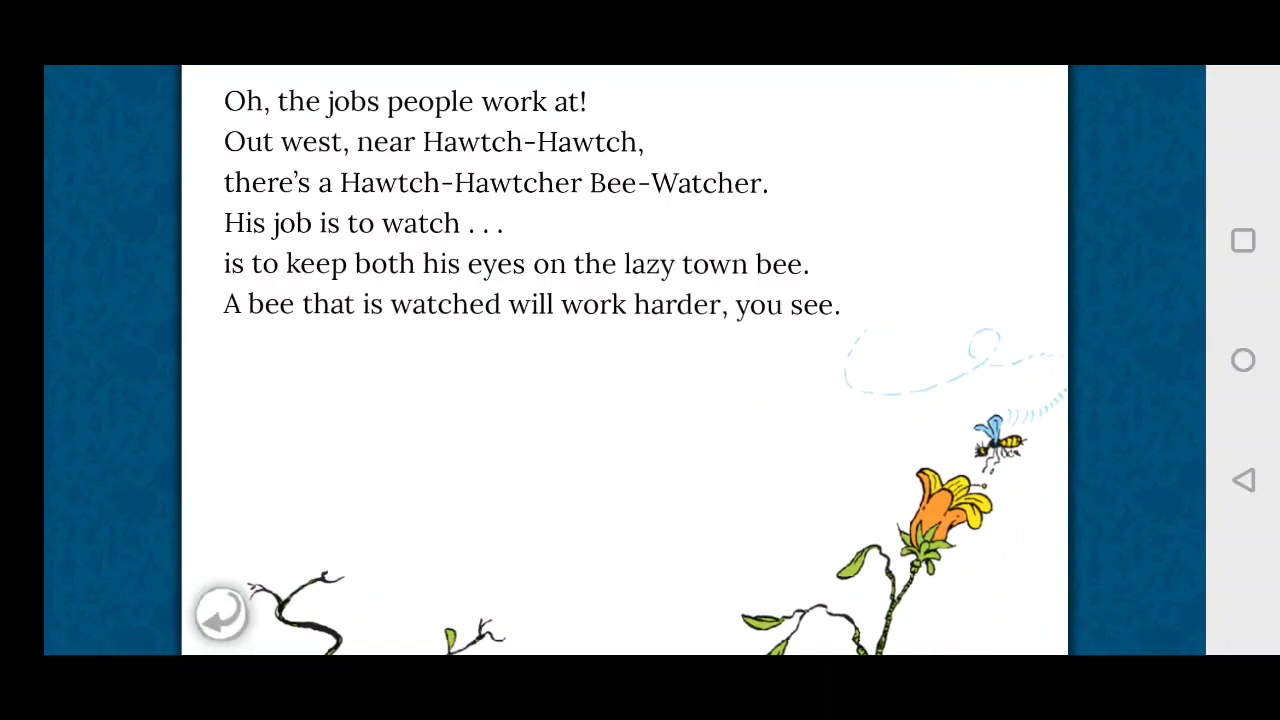 Oh, the jobs people work at!
Out west, near Hawtch-Hawtch,
there's a Hawtch-Hawtcher Bee-Watcher.
His job is to watch . . .
is to keep both his eyes on the lazy town bee.
A bee that is watched will work harder, you see.